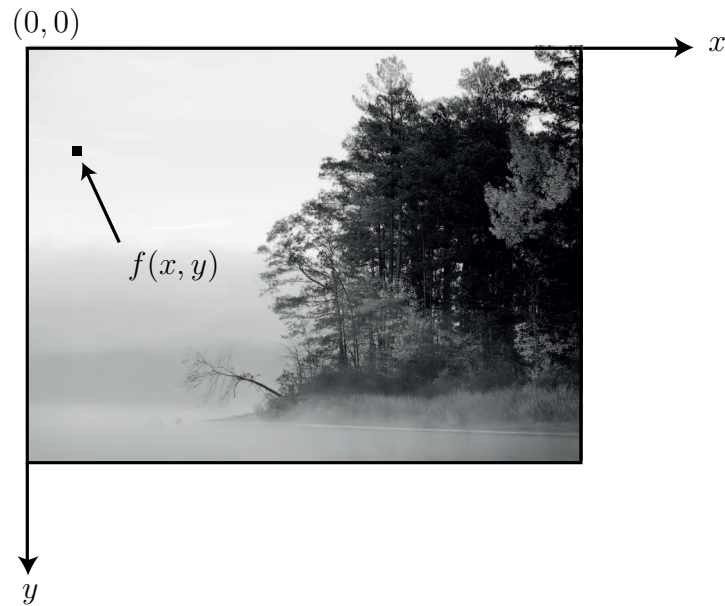 (0, 0)
x
f(x, y)
y